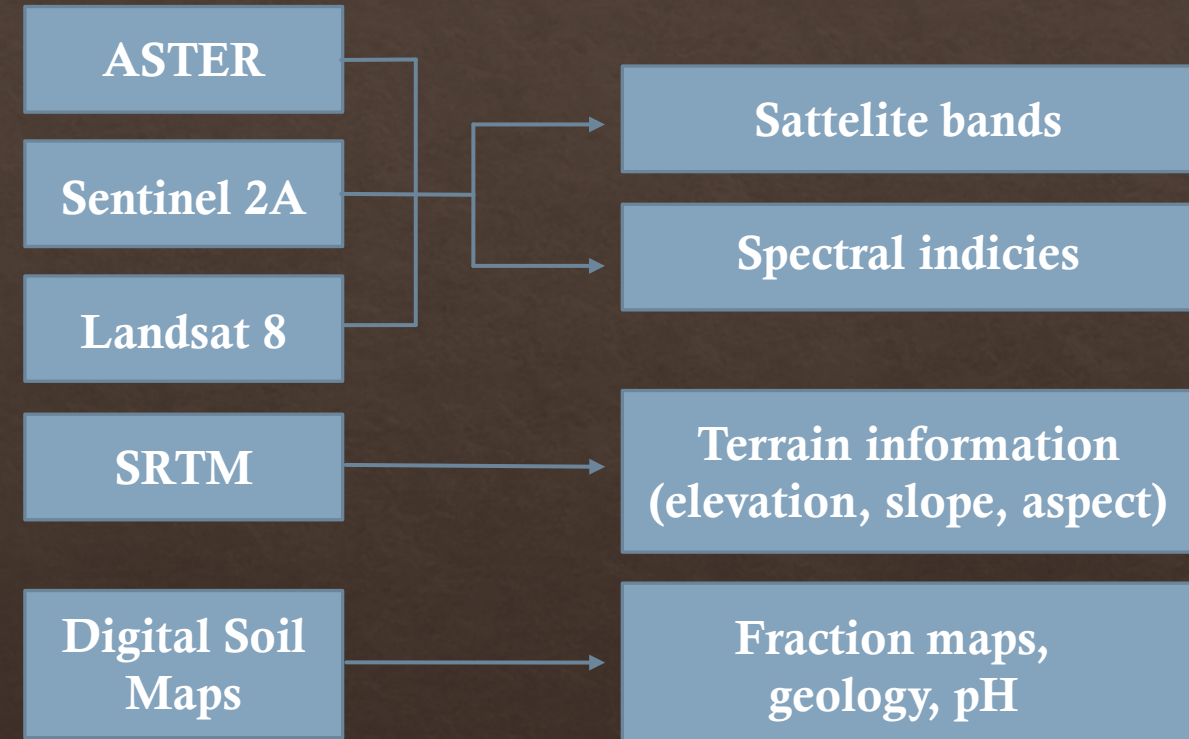 ASTER
Sentinel 2A
Landsat 8
SRTM
Digital Soil
Maps
Sattelite bands
Spectral indicies
Terrain information
(elevation, slope, aspect)
Fraction maps,
geology, pH